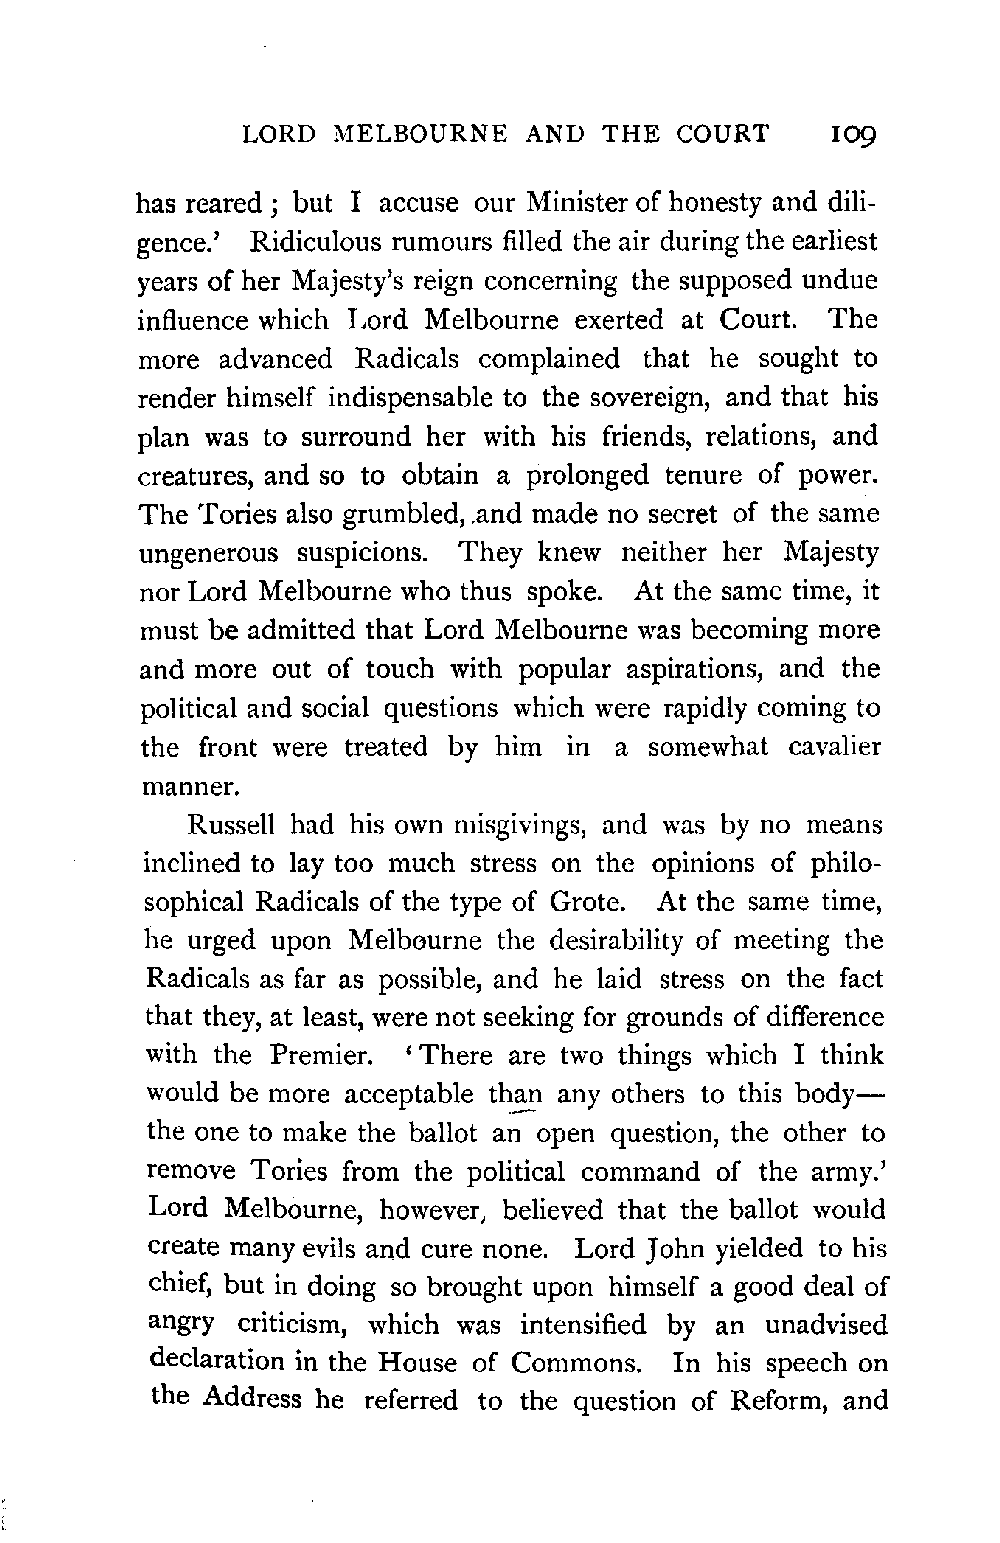 LORD MELBOURNE AND THE COURT 109
has reared ; but I accuse our Minister of honesty and dili-
gence.' Ridiculous rumours filled the air during the earliest
years of her Majesty's reign concerning the supposed undue
influence which Lord Melbourne exerted at Court. The
more advanced Radicals complained that he sought to
render himself indispensable to the sovereign, and that his
plan was to surround her with his friends, relations, and
creatures, and so to obtain a prolonged tenure of power.
The Tories also grumbled, and made no secret of the same
ungenerous suspicions. They knew neither her Majesty
nor Lord Melbourne who thus spoke. At the same time, it
must be admitted that Lord Melbourne was becoming more
and more out of touch with popular aspirations, and the
political and social questions which were rapidly coming to
the front were treated by him in a somewhat cavalier
manner.
Russell had his own misgivings, and was by no means
inclined to lay too much stress on the opinions of philo-
sophical Radicals of the type of Grote. At the same time,
he urged upon Melbourne the desirability of meeting the
Radicals as far as possible, and he laid stress on the fact
that they, at least, were not seeking for grounds of difference
with the Premier. ' There are two things which I think
would be more acceptable than any others to this body—
the one to make the ballot an open question, the other to
remove Tories from the political command of the army.'
Lord Melbourne, however, believed that the ballot would
create many evils and cure none. Lord John yielded to his
chief, but in doing so brought upon himself a good deal of
angry criticism, which was intensified by an unadvised
declaration in the House of Commons. In his speech on
the Address he referred to the question of Reform, and